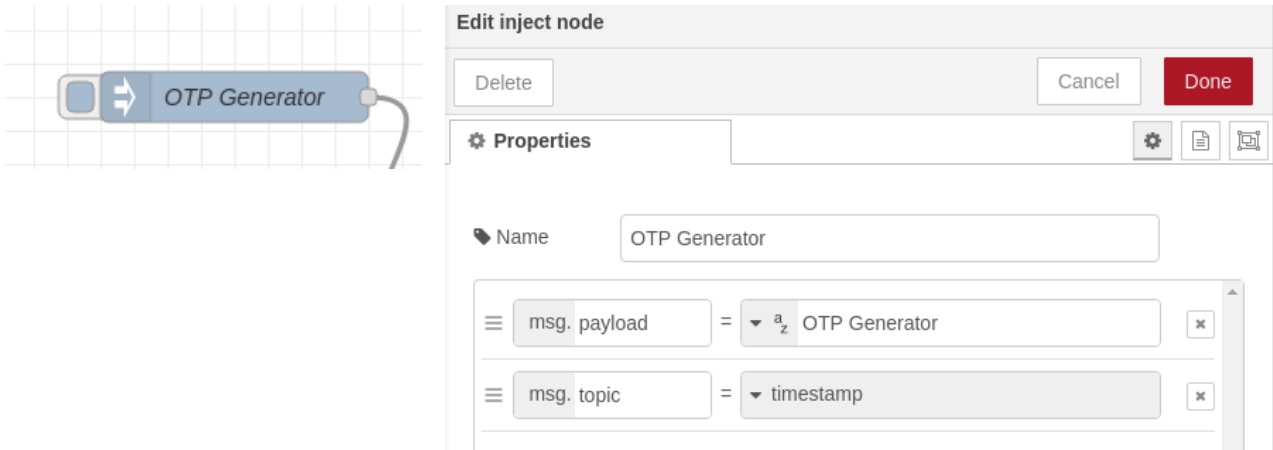 OTP Generator
Edit inject node
Delete
Cancel
Done
Properties
Name
OTP Generator
msg. payload = az OTP Generator
msg. topic = timestamp